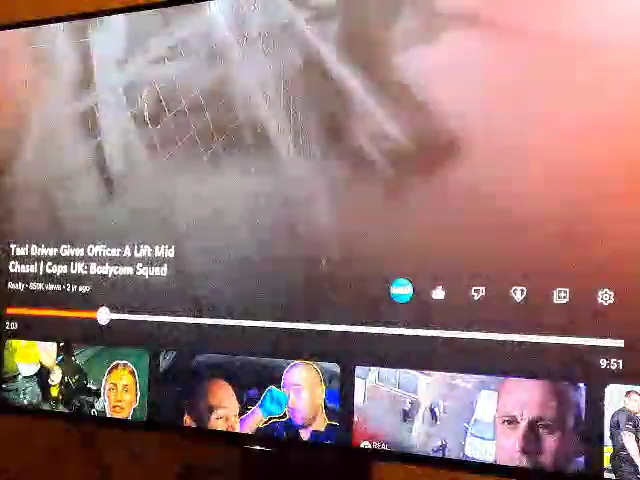 Taxi Driver Gives Officer A Lift Mid
Chase! | Cops UK: Bodycam Squad
Really • 850K views • 2 yr ago
2:03
9:51
REAL